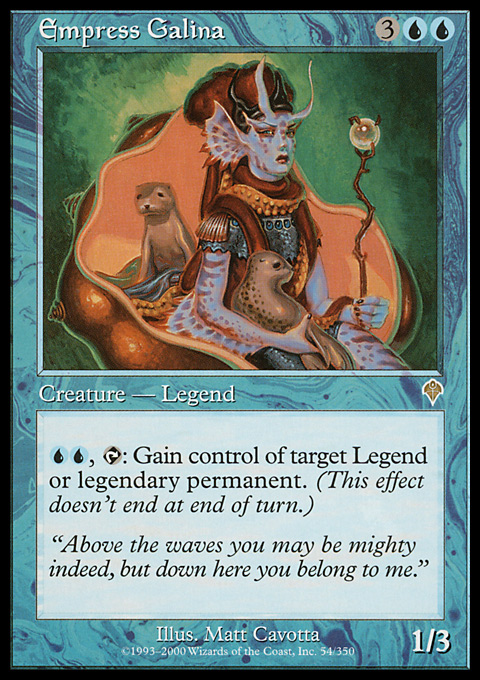 Empress Galina 3
Creature — Legend
, : Gain control of target Legend
or legendary permanent. (This effect
doesn't end at end of turn.)
“Above the waves you may be mighty
indeed, but down here you belong to me.”
Illus. Matt Cavotta
©1993–2000 Wizards of the Coast, Inc. 54/350
1/3